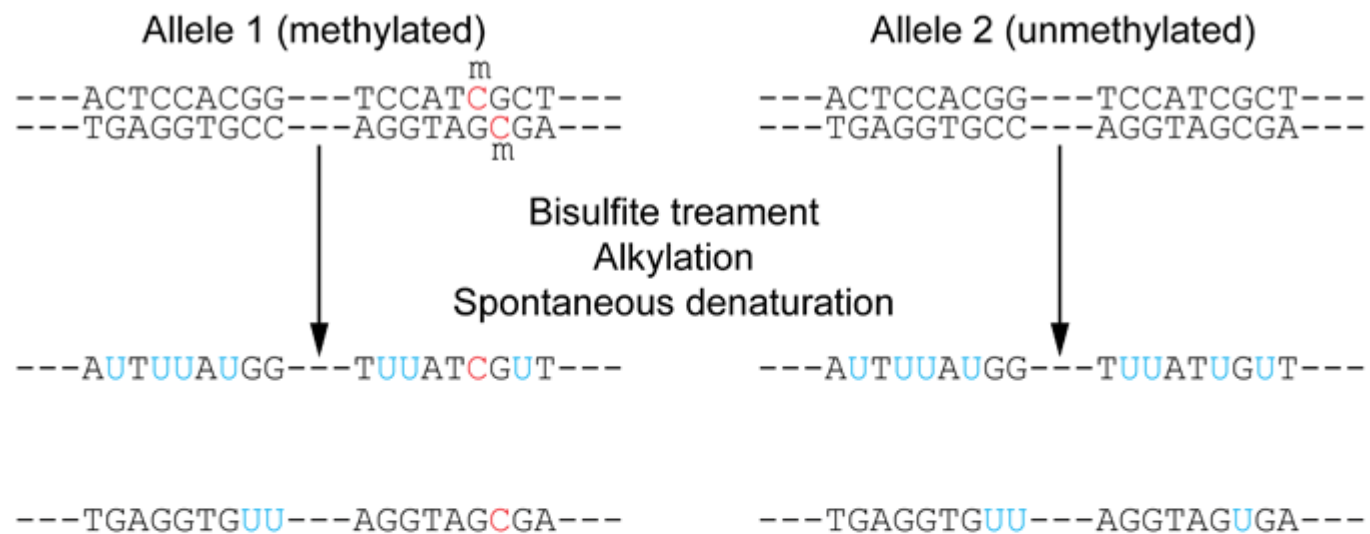 Allele 1 (methylated)
Allele 2 (unmethylated)
m
---ACTCCACGG---TCCATCGCT---
---TGAGGTGCC---AGGTAGCGA---
m
---ACTCCACGG---TCCATCGCT---
---TGAGGTGCC---AGGTAGCGA---
Bisulfite treament
Alkylation
Spontaneous denaturation
---AUTUUAUGG---TUUATCGUT---
---AUTUUAUGG---TUUATUGUT---
---TGAGGTGUU---AGGTAGCGA---
---TGAGGTGUU---AGGTAGUGA---